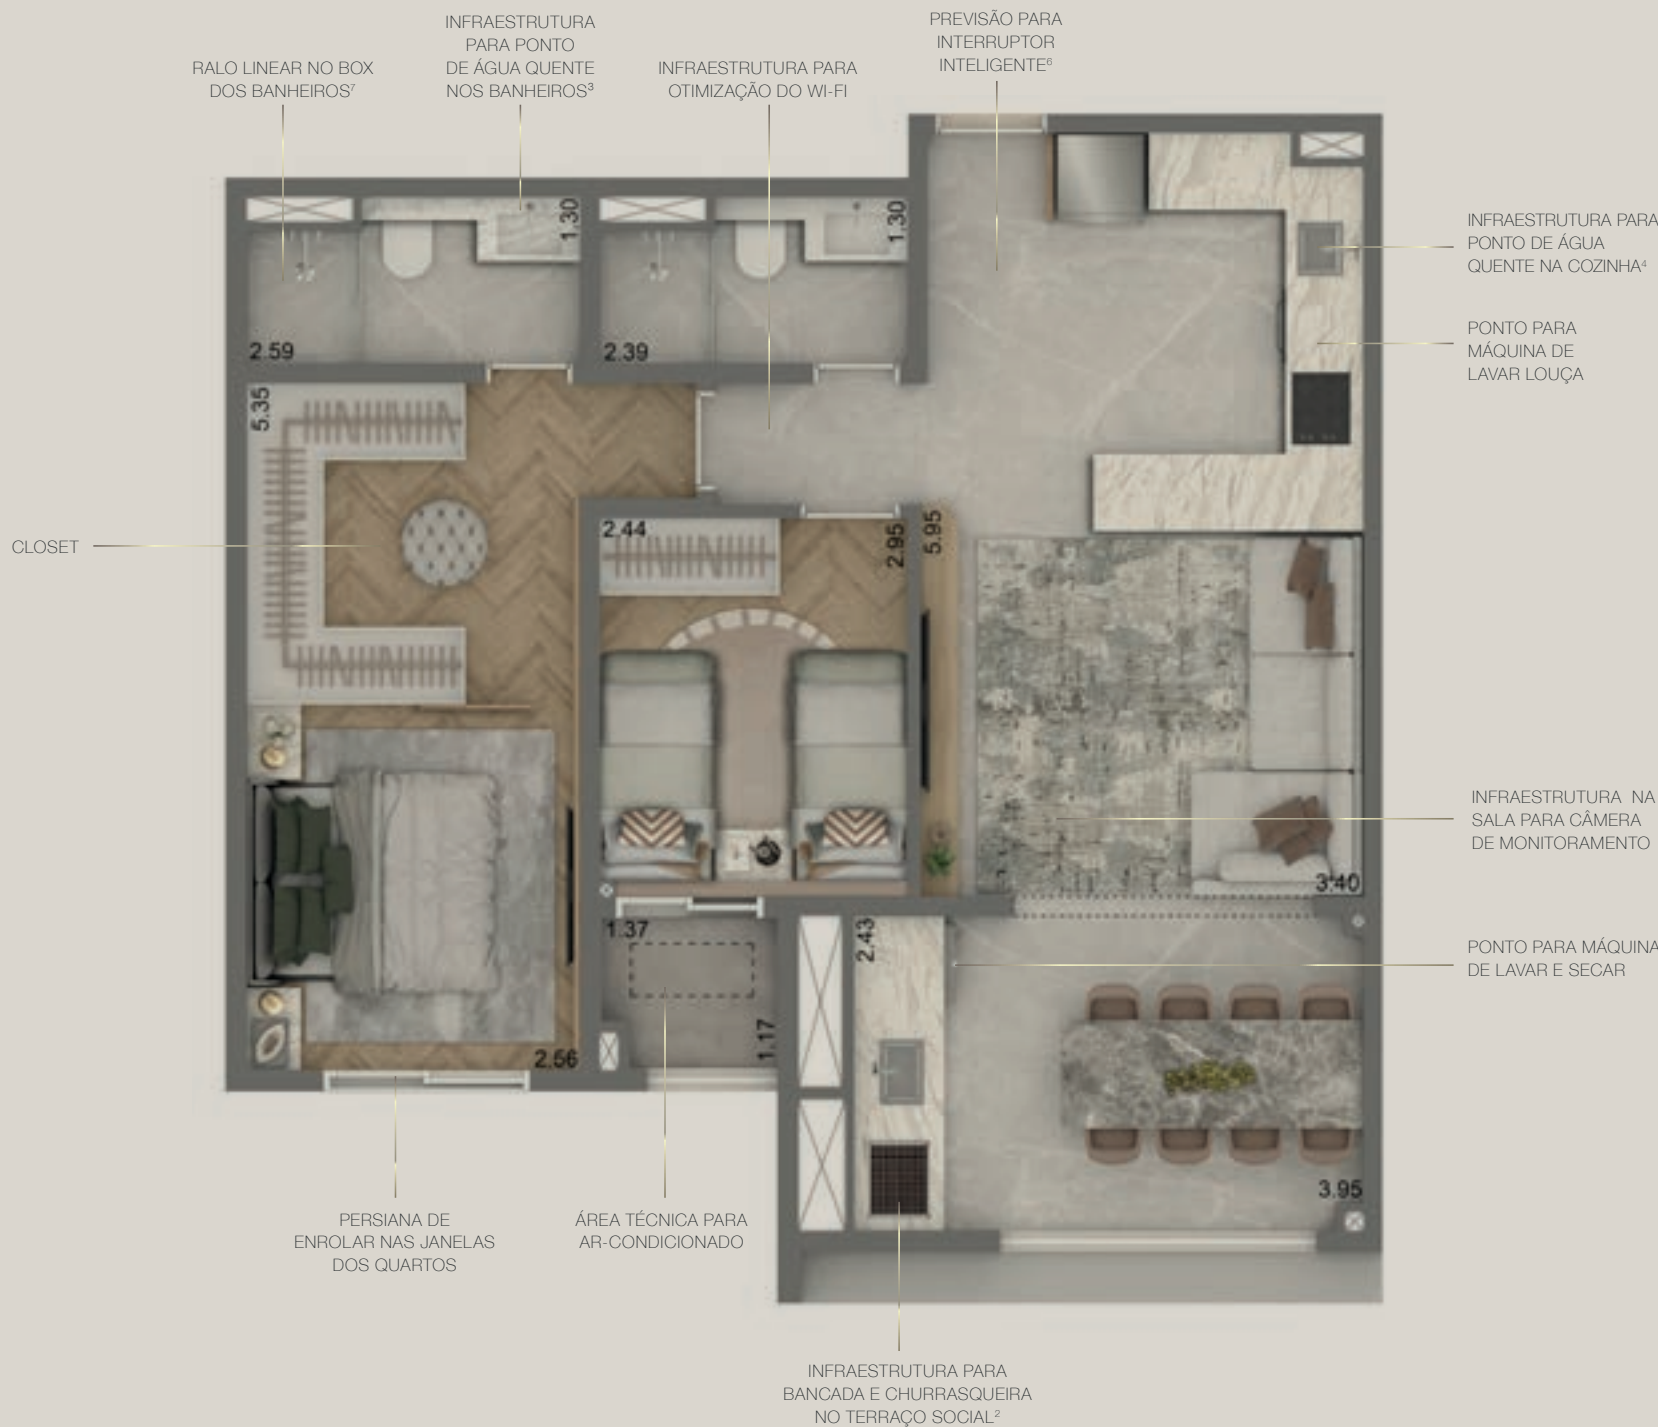 INFRAESTRUTURA
PARA PONTO
DE ÁGUA QUENTE
NOS BANHEIROS³
PREVISÃO PARA
INTERRUPTOR
INTELIGENTE⁶
RALO LINEAR NO BOX
DOS BANHEIROS⁷
INFRAESTRUTURA PARA
OTIMIZAÇÃO DO WI-FI
1.30
1.30
2.59
2.39
INFRAESTRUTURA PARA
PONTO DE ÁGUA
QUENTE NA COZINHA⁴
PONTO PARA
MÁQUINA DE
LAVAR LOUÇA
5.35
CLOSET
2.44
2.95
5.95
INFRAESTRUTURA NA
SALA PARA CÂMERA
DE MONITORAMENTO
3.40
1.37
2.43
PONTO PARA MÁQUINA
DE LAVAR E SECAR
1.17
2.56
3.95
PERSIANA DE
ENROLAR NAS JANELAS
DOS QUARTOS
ÁREA TÉCNICA PARA
AR-CONDICIONADO
INFRAESTRUTURA PARA
BANCADA E CHURRASQUEIRA
NO TERRAÇO SOCIAL²